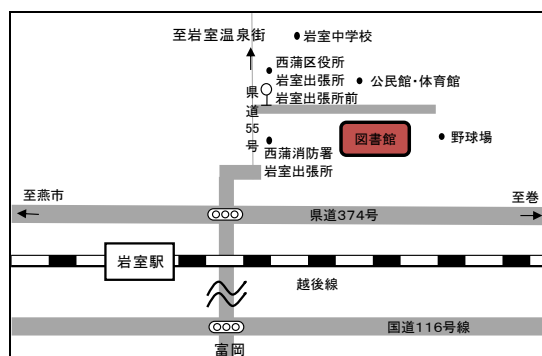 至岩室温泉街
岩室中学校
西蒲区役所
岩室出張所
公民館・体育館
岩室出張所前
県道55号
図書館
野球場
西蒲消防署
岩室出張所
至燕市
至巻
県道374号
岩室駅
越後線
国道116号線
富岡